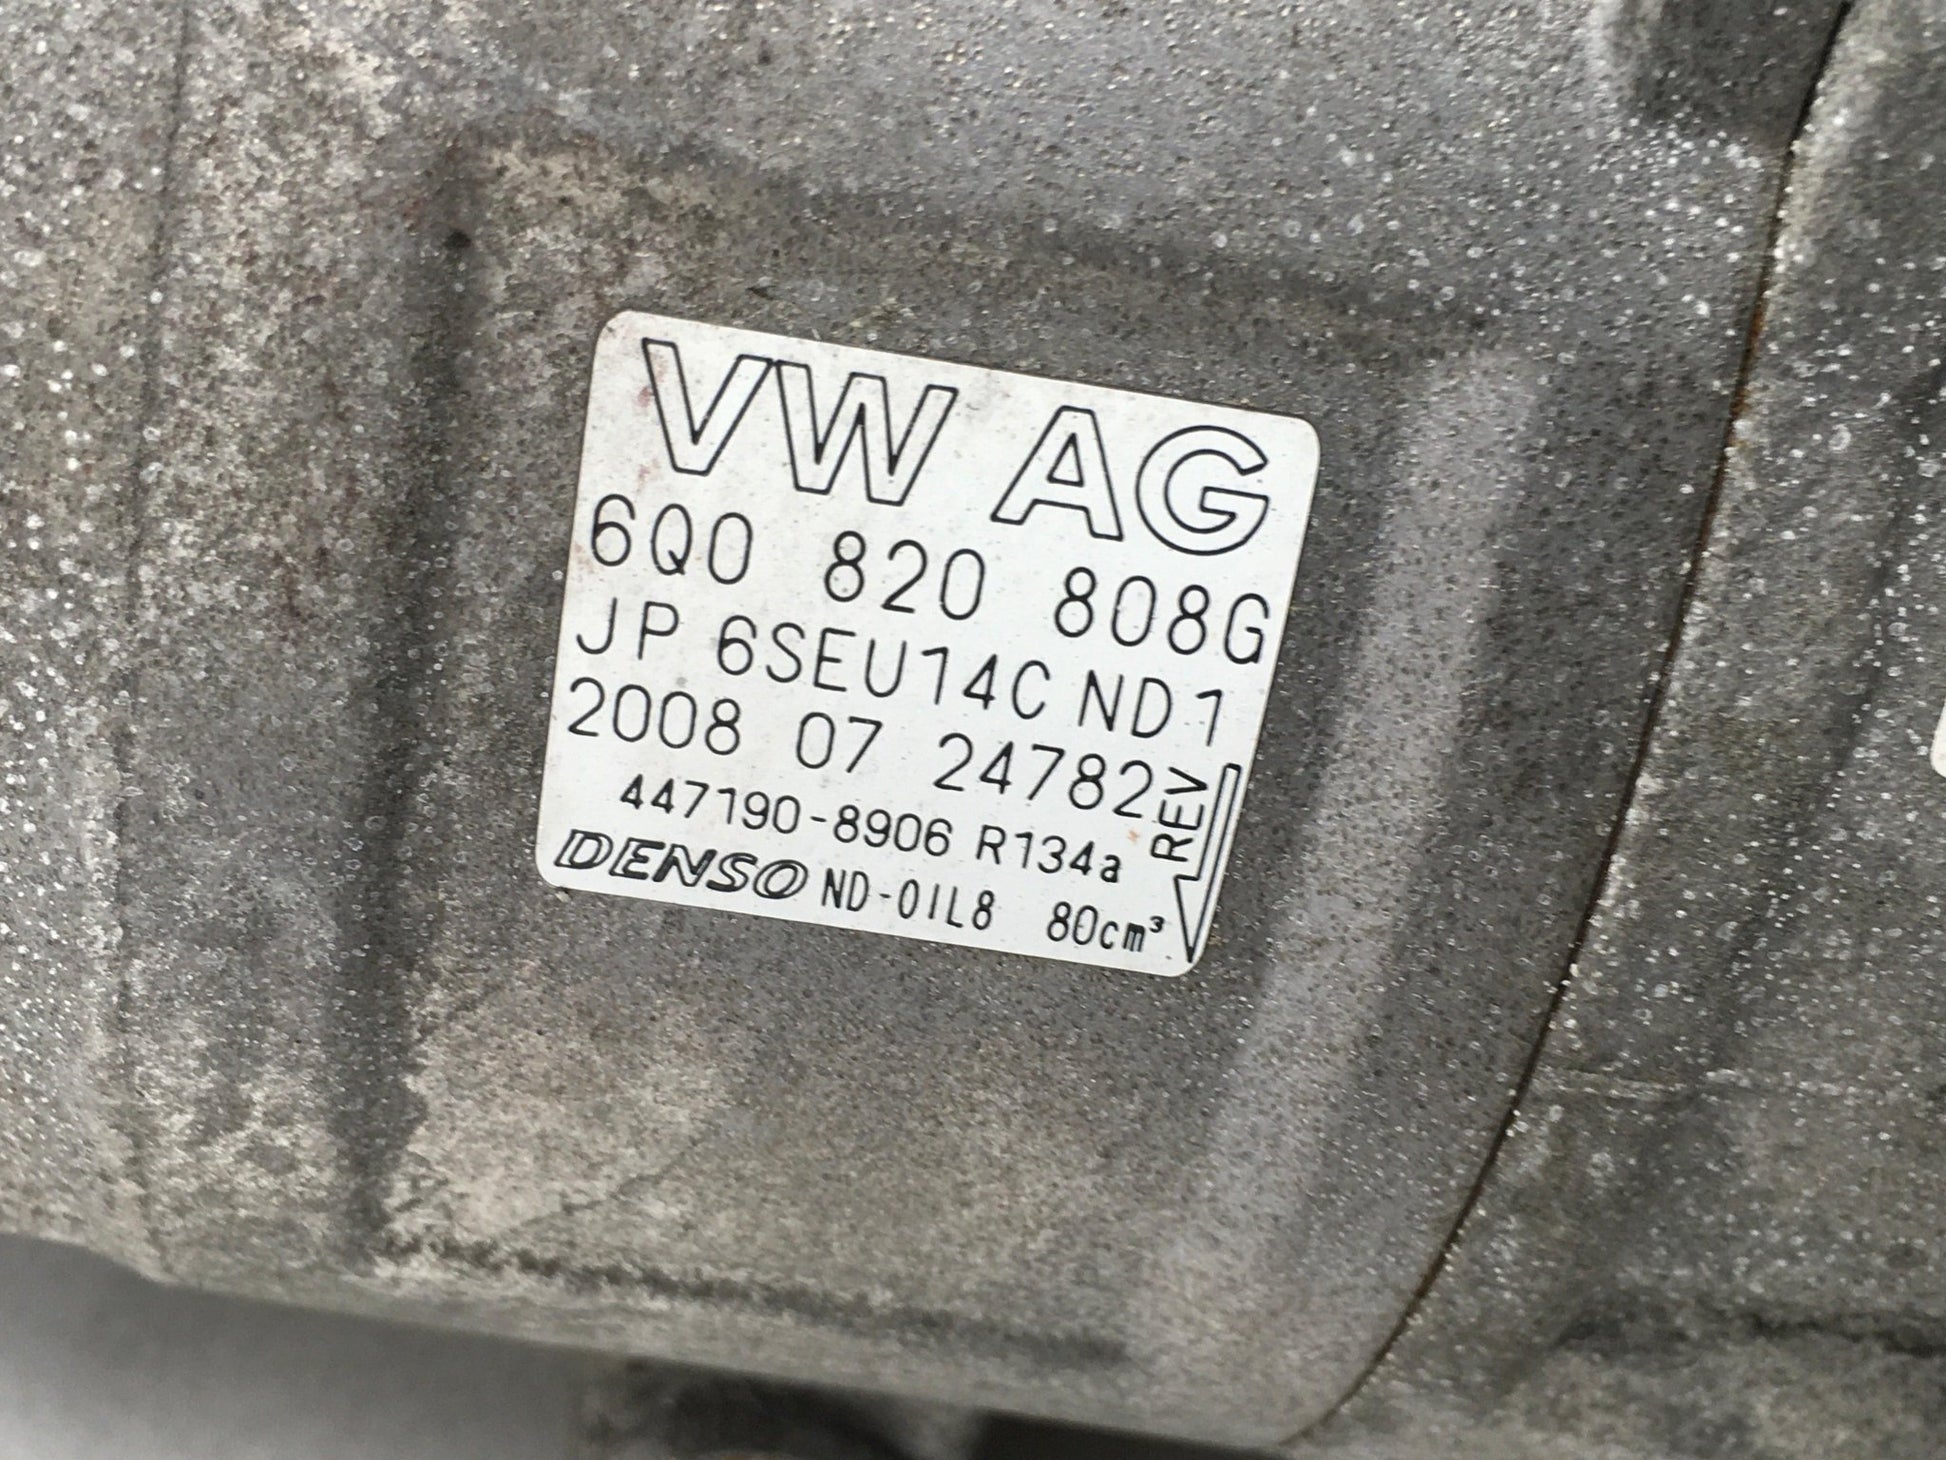 VW AG
6Q0 820 808G
JP 6SEU14C ND1
2008 07 24782
REV
447190-8906 R134a
DENSO ND-OIL8 80cm³